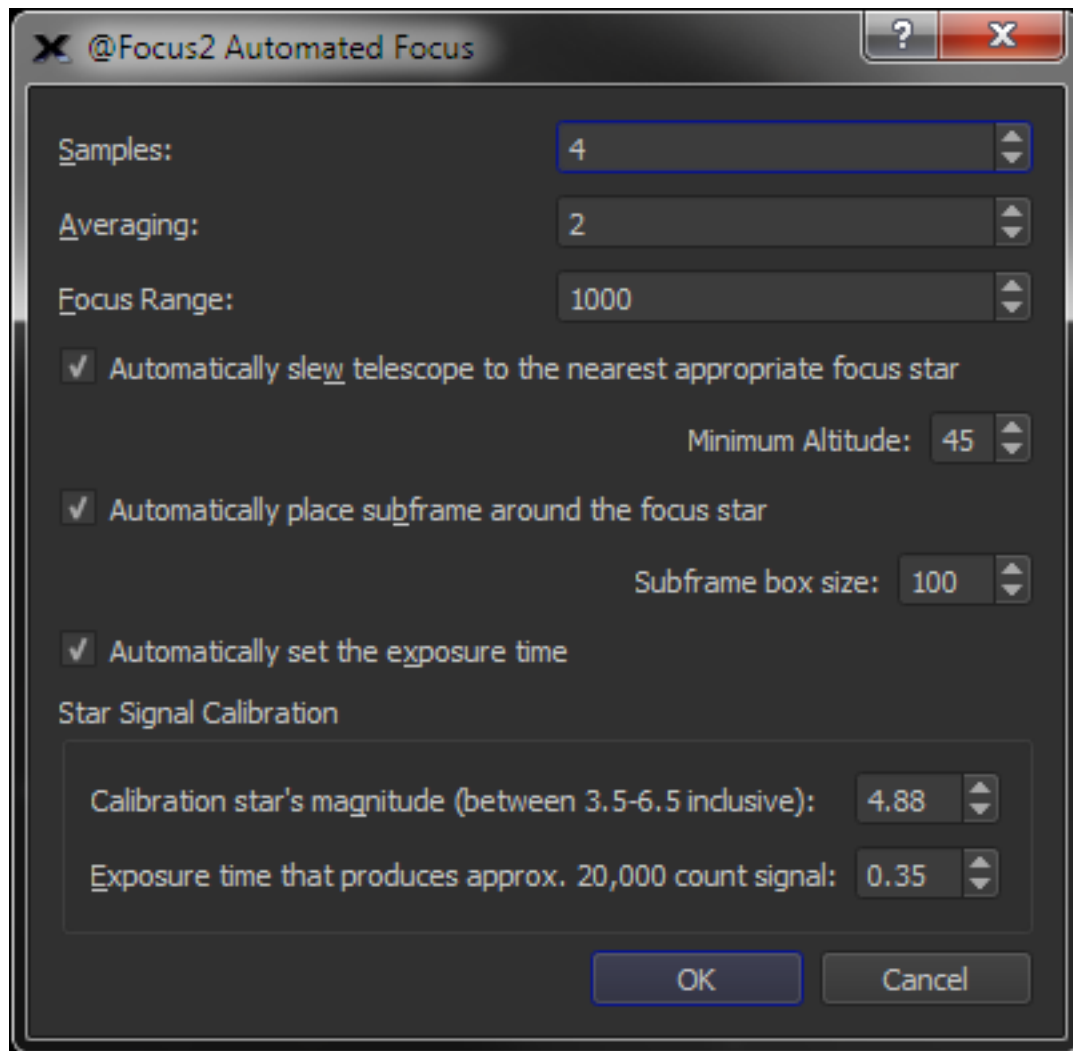 @Focus2 Automated Focus
?
Samples: 4
Averaging: 2
Focus Range: 1000
Automatically slew telescope to the nearest appropriate focus star
Minimum Altitude: 45
Automatically place subframe around the focus star
Subframe box size: 100
Automatically set the exposure time
Star Signal Calibration
Calibration star's magnitude (between 3.5-6.5 inclusive): 4.88
Exposure time that produces approx. 20,000 count signal: 0.35
OK Cancel